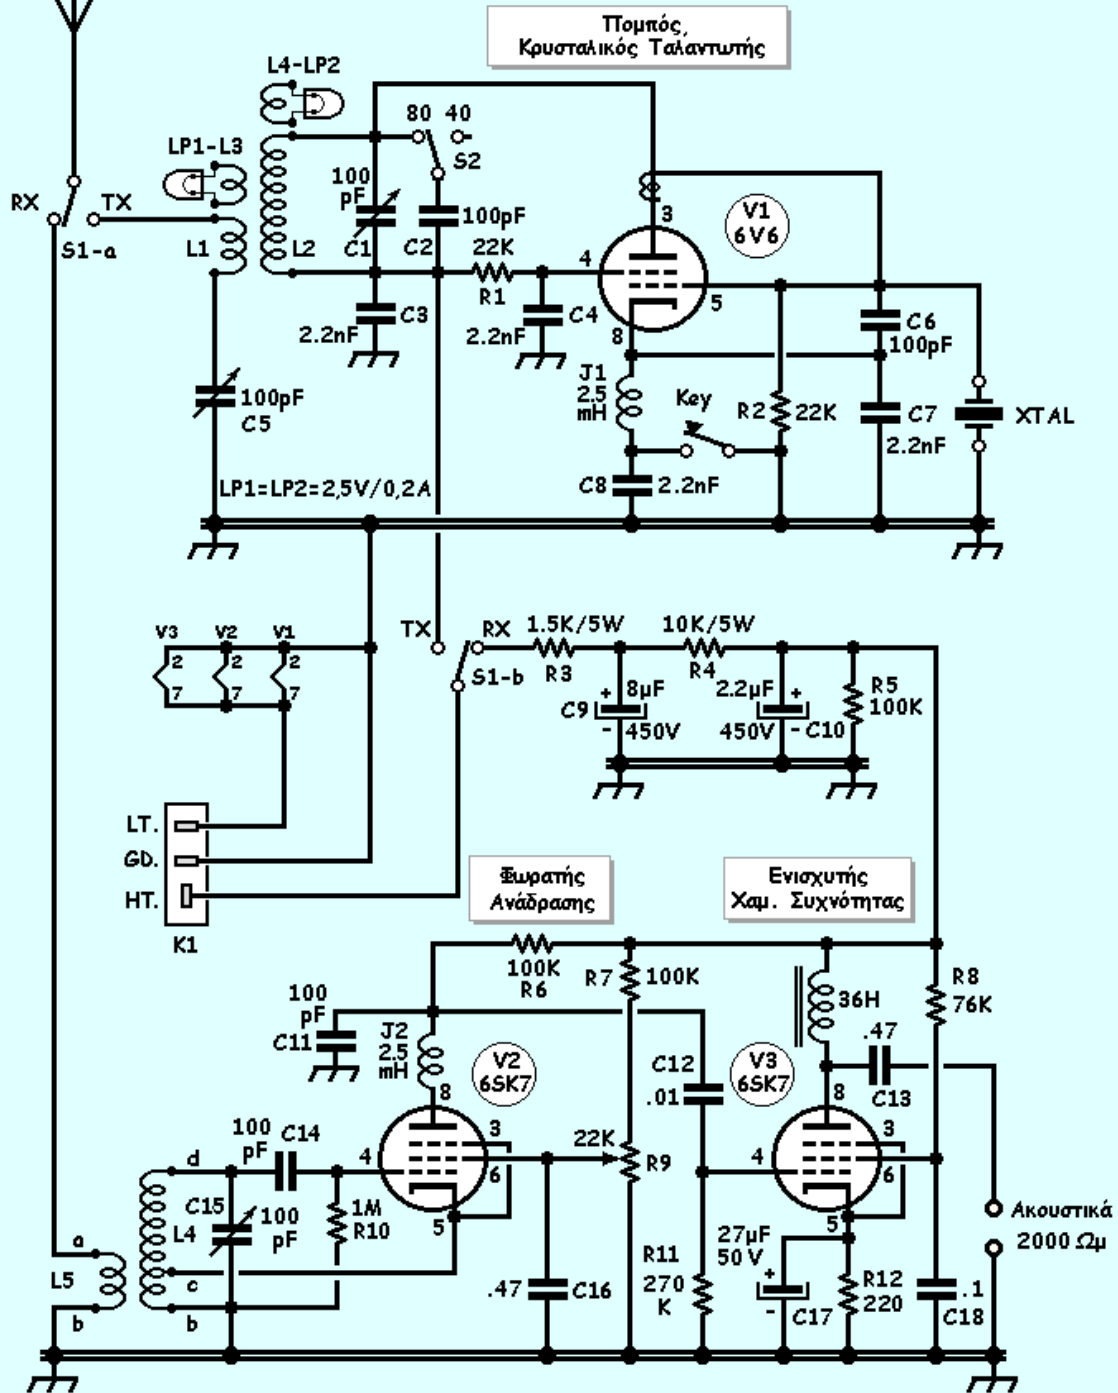 Πομπός,
Κρυσταλικός Ταλαντωτής
L4-LP2
80 40
S2
LP1-L3
RX
TX
S1-a
L1
L2
100
pF
C1
C2
100pF
22K
R1
C3
2.2nF
C4
2.2nF
3
4
5
8
V1
6V6
C6
100pF
J1
2.5
mH
Key
R2
22K
C7
2.2nF
XTAL
100pF
C5
C8
2.2nF
LP1=LP2=2,5V/0,2A
V3
V2
V1
2
2
2
7
7
7
TX
RX
S1-b
1.5K/5W
R3
10K/5W
R4
C9
+
8μF
-
450V
2.2μF
+
450V
-
C10
R5
100K
LT.
GD.
HT.
K1
Φωρατής
Ανάδρασης
Ενισχυτής
Χαμ. Συχνότητας
100K
R6
R7
100K
36H
R8
76K
100
pF
C11
J2
2.5
mH
V2
6SK7
C12
.01
V3
6SK7
.47
C13
8
3
4
6
5
8
3
4
6
5
100
pF
C14
d
C15
100
pF
L4
1M
R10
22K
R9
a
L5
b
c
b
.47
C16
R11
270
K
27μF
50V
+
-
C17
R12
220
.1
C18
Ακουστικά
2000 Ωμ